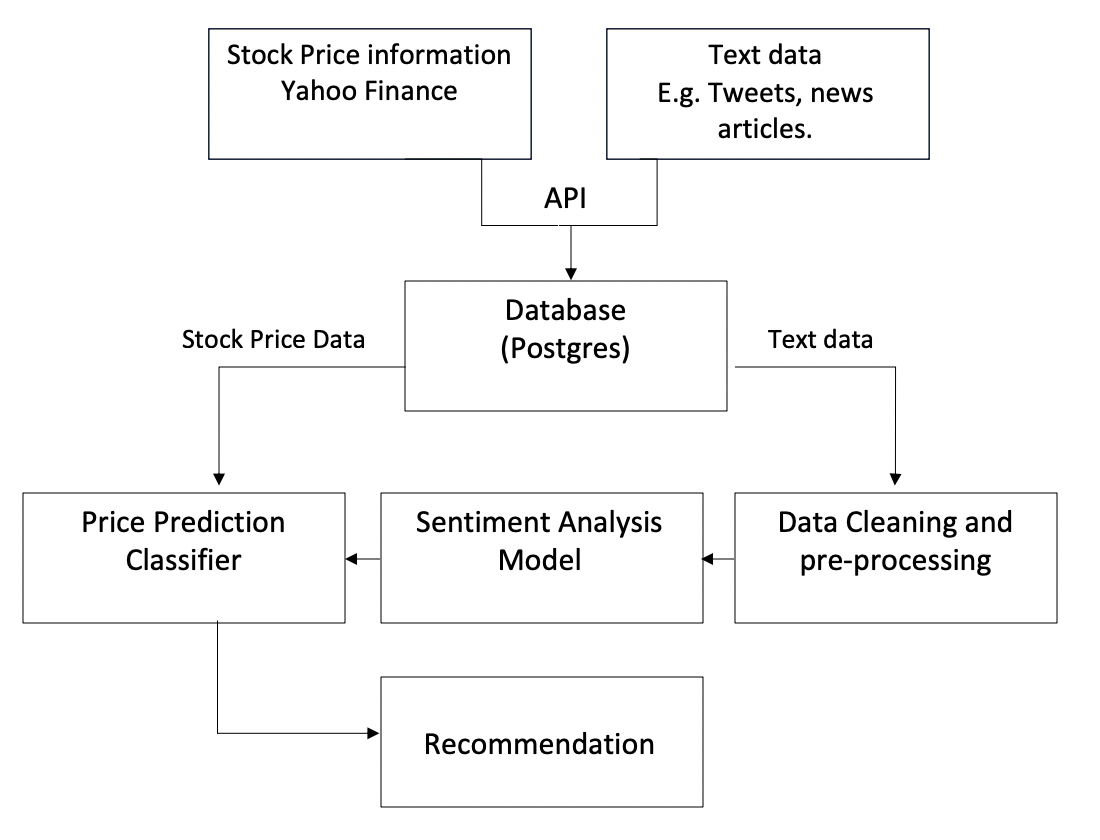 Stock Price information
Yahoo Finance
Text data
E.g. Tweets, news
articles.
API
Database
(Postgres)
Stock Price Data
Text data
Price Prediction
Classifier
Sentiment Analysis
Model
Data Cleaning and
pre-processing
Recommendation